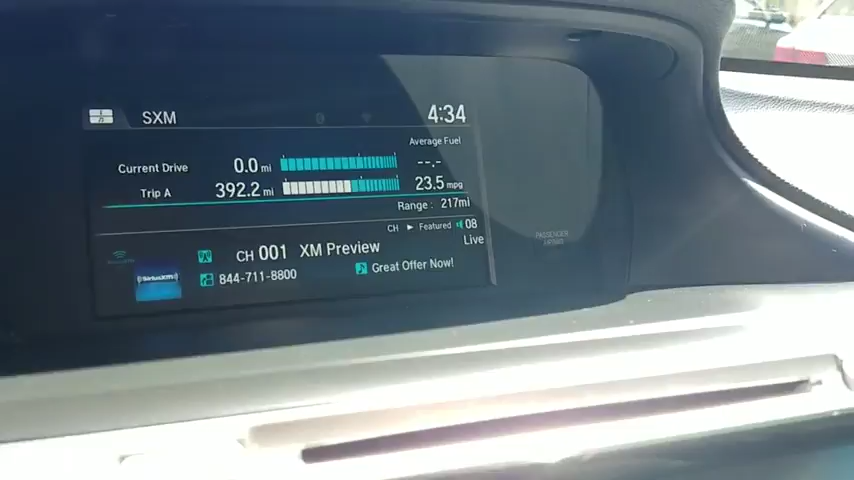 SXM
4:34
Average Fuel
Current Drive 0.0 mi --.-
Trip A 392.2 mi 23.5 mpg
Range : 217mi
CH ► Featured 08
Live
CH 001 XM Preview
SiriusXM
844-711-8800 Great Offer Now!
PASSENGER
AIRBAG